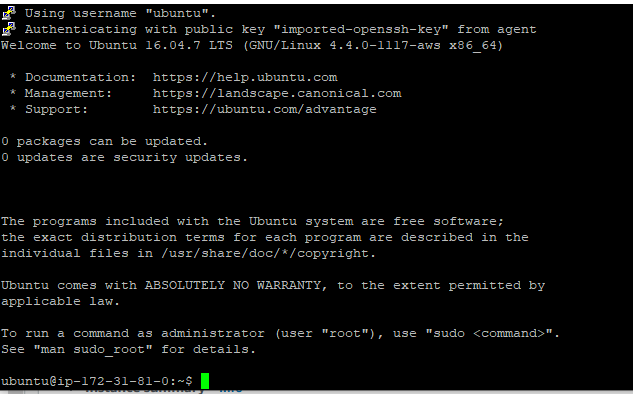 Using username "ubuntu".
Authenticating with public key "imported-openssh-key" from agent
Welcome to Ubuntu 16.04.7 LTS (GNU/Linux 4.4.0-1117-aws x86_64)
* Documentation:  https://help.ubuntu.com
* Management:     https://landscape.canonical.com
* Support:        https://ubuntu.com/advantage
0 packages can be updated.
0 updates are security updates.
The programs included with the Ubuntu system are free software;
the exact distribution terms for each program are described in the
individual files in /usr/share/doc/*/copyright.
Ubuntu comes with ABSOLUTELY NO WARRANTY, to the extent permitted by
applicable law.
To run a command as administrator (user "root"), use "sudo <command>".
See "man sudo_root" for details.
ubuntu@ip-172-31-81-0:~$